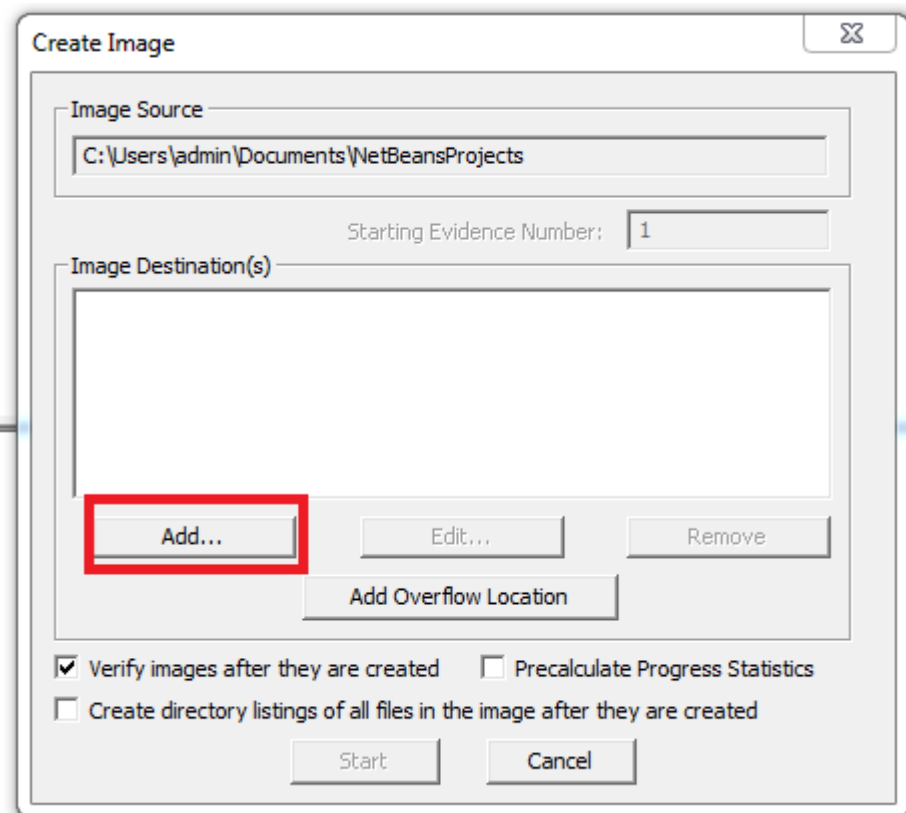 Create Image
Image Source
C:\Users\admin\Documents\NetBeansProjects
Starting Evidence Number: 1
Image Destination(s)
Add... Edit... Remove
Add Overflow Location
Verify images after they are created Precalculate Progress Statistics
Create directory listings of all files in the image after they are created
Start Cancel